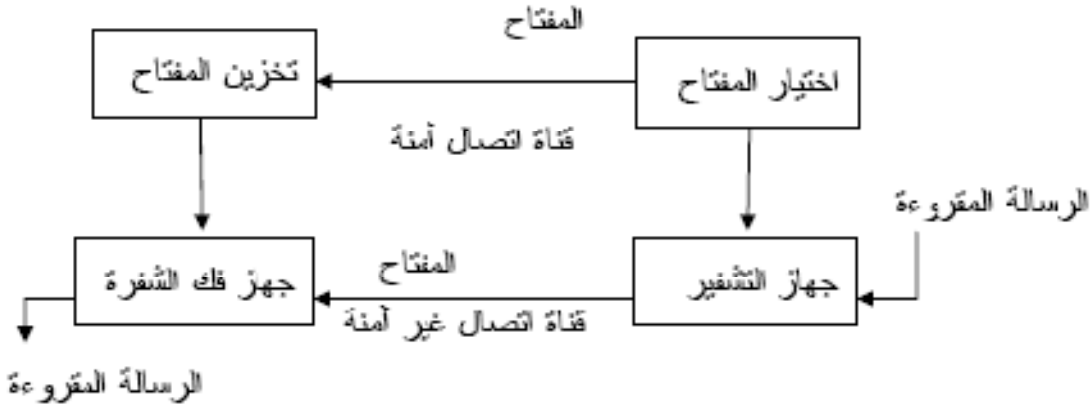 المفتاح
اختيار المفتاح
تخزين المفتاح
قناة اتصال آمنة
الرسالة المقروءة
جهاز التشفير
المفتاح
جهز فك الشفرة
قناة اتصال غير آمنة
الرسالة المقروءة